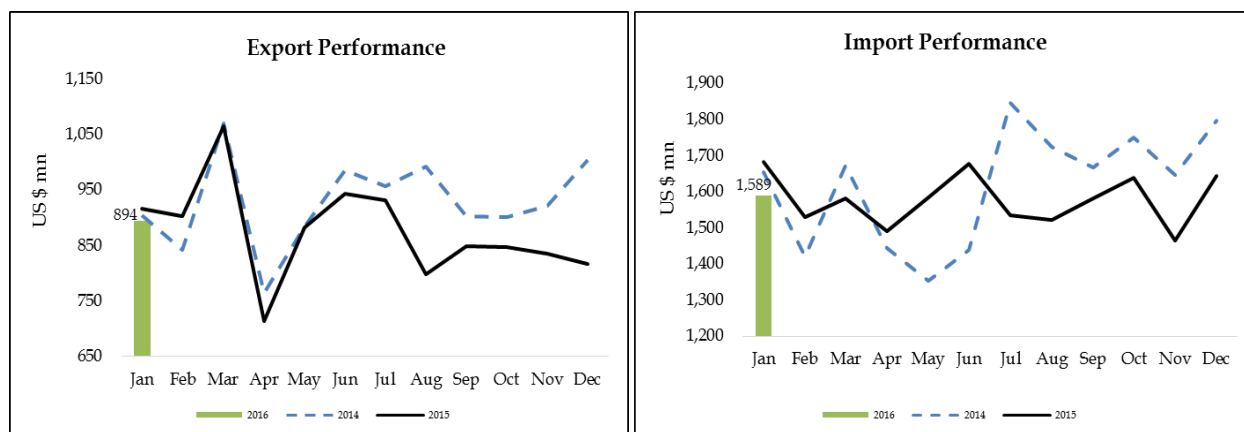 Export Performance
US $ mn
1,150
1,050
950
850
750
650
894
Jan Feb Mar Apr May Jun Jul Aug Sep Oct Nov Dec
2016 2014 2015
Import Performance
US $ mn
1,900
1,800
1,700
1,600
1,500
1,400
1,300
1,200
1,589
Jan Feb Mar Apr May Jun Jul Aug Sep Oct Nov Dec
2016 2014 2015